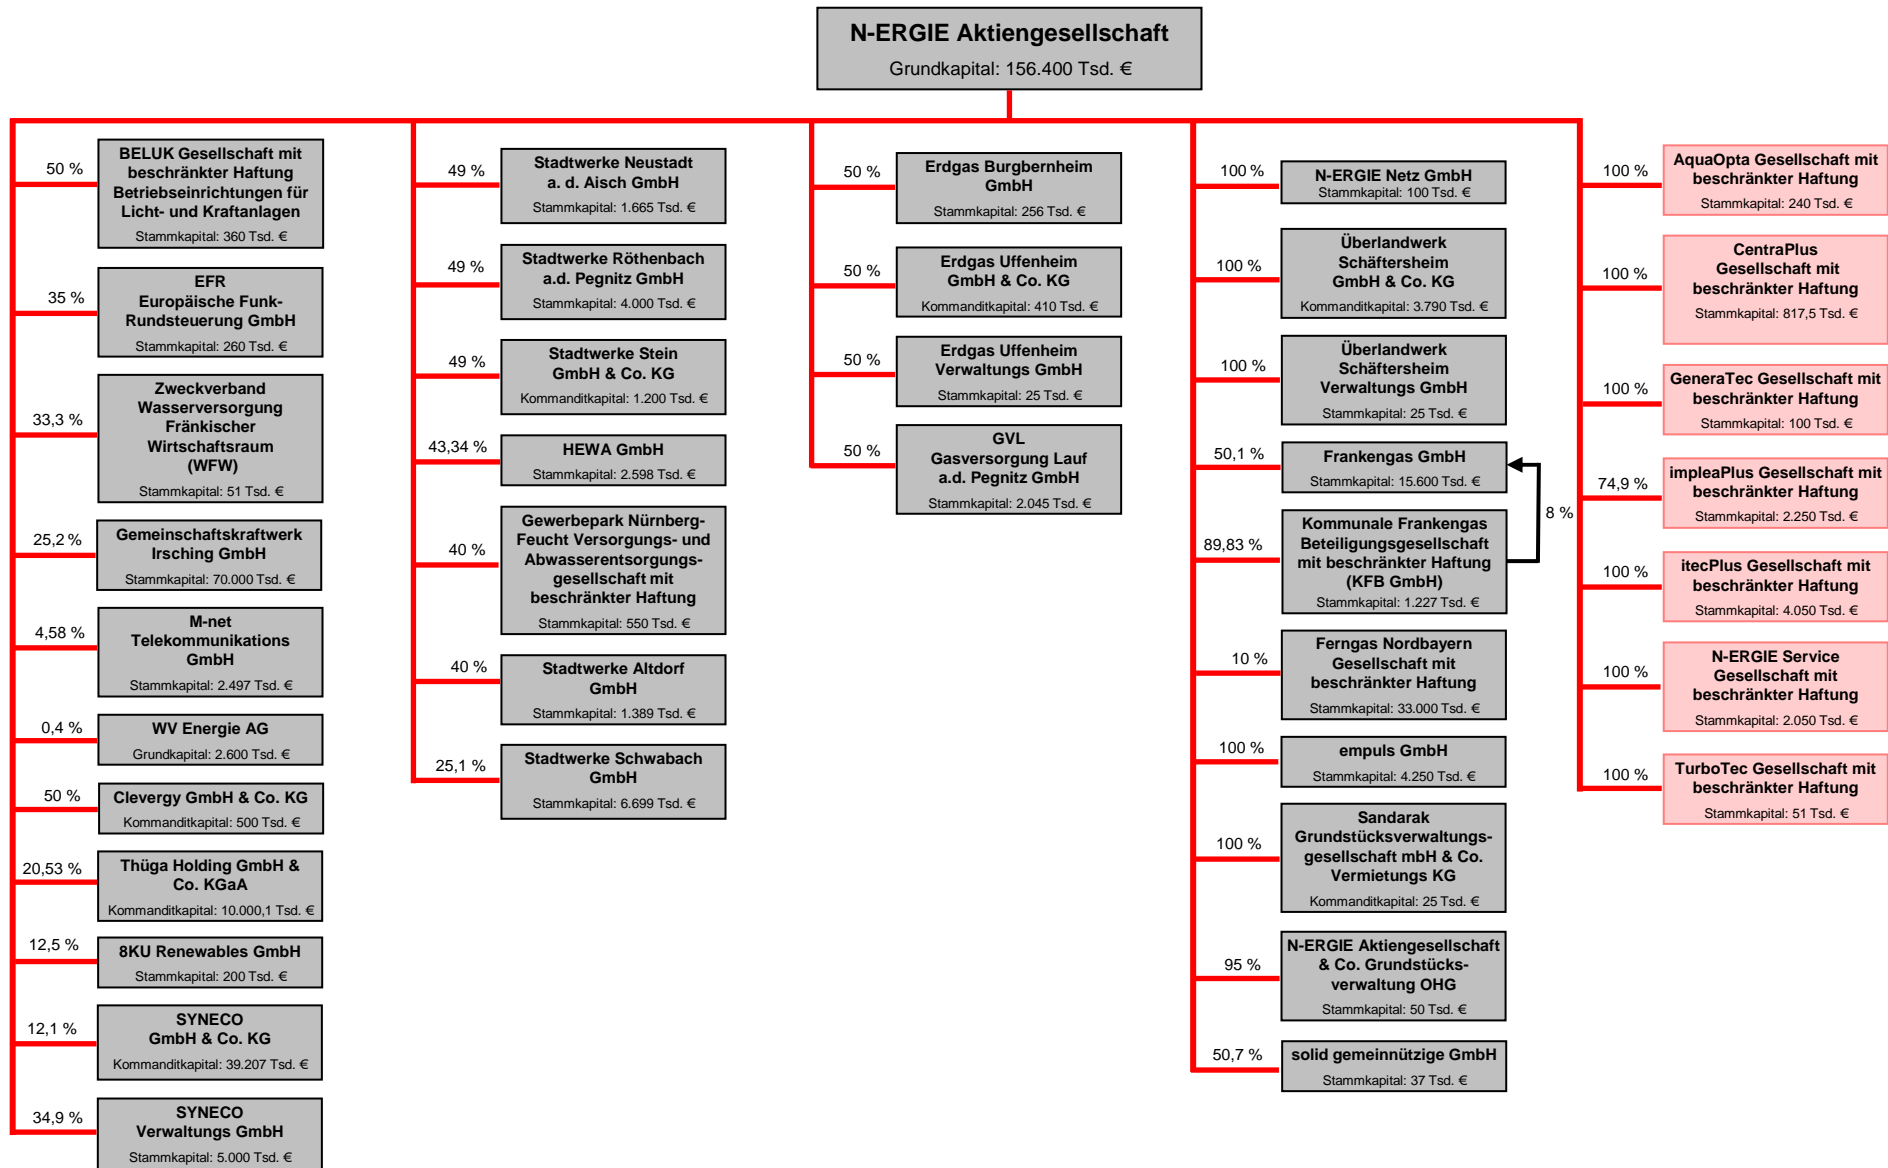 N-ERGIE Aktiengesellschaft
Grundkapital: 156.400 Tsd. €
50 %
BELUK Gesellschaft mit
beschränkter Haftung
Betriebseinrichtungen für
Licht- und Kraftanlagen
Stammkapital: 360 Tsd. €
35 %
EFR
Europäische Funk-
Rundsteuerung GmbH
Stammkapital: 260 Tsd. €
33,3 %
Zweckverband
Wasserversorgung
Fränkischer
Wirtschaftsraum
(WFW)
Stammkapital: 51 Tsd. €
25,2 %
Gemeinschaftskraftwerk
Irsching GmbH
Stammkapital: 70.000 Tsd. €
4,58 %
M-net
Telekommunikations
GmbH
Stammkapital: 2.497 Tsd. €
0,4 %
WV Energie AG
Grundkapital: 2.600 Tsd. €
50 %
Clevergy GmbH & Co. KG
Kommanditkapital: 500 Tsd. €
20,53 %
Thüga Holding GmbH &
Co. KGaA
Kommanditkapital: 10.000,1 Tsd. €
12,5 %
8KU Renewables GmbH
Stammkapital: 200 Tsd. €
12,1 %
SYNECO
GmbH & Co. KG
Kommanditkapital: 39.207 Tsd. €
34,9 %
SYNECO
Verwaltungs GmbH
Stammkapital: 5.000 Tsd. €
49 %
Stadtwerke Neustadt
a. d. Aisch GmbH
Stammkapital: 1.665 Tsd. €
49 %
Stadtwerke Röthenbach
a.d. Pegnitz GmbH
Stammkapital: 4.000 Tsd. €
49 %
Stadtwerke Stein
GmbH & Co. KG
Kommanditkapital: 1.200 Tsd. €
43,34 %
HEWA GmbH
Stammkapital: 2.598 Tsd. €
40 %
Gewerbepark Nürnberg-
Feucht Versorgungs- und
Abwasserentsorgungs-
gesellschaft mit
beschränkter Haftung
Stammkapital: 550 Tsd. €
40 %
Stadtwerke Altdorf
GmbH
Stammkapital: 1.389 Tsd. €
25,1 %
Stadtwerke Schwabach
GmbH
Stammkapital: 6.699 Tsd. €
50 %
Erdgas Burgbernheim
GmbH
Stammkapital: 256 Tsd. €
50 %
Erdgas Uffenheim
GmbH & Co. KG
Kommanditkapital: 410 Tsd. €
50 %
Erdgas Uffenheim
Verwaltungs GmbH
Stammkapital: 25 Tsd. €
50 %
GVL
Gasversorgung Lauf
a.d. Pegnitz GmbH
Stammkapital: 2.045 Tsd. €
100 %
N-ERGIE Netz GmbH
Stammkapital: 100 Tsd. €
100 %
Überlandwerk
Schäftersheim
GmbH & Co. KG
Kommanditkapital: 3.790 Tsd. €
100 %
Überlandwerk
Schäftersheim
Verwaltungs GmbH
Stammkapital: 25 Tsd. €
50,1 %
Frankengas GmbH
Stammkapital: 15.600 Tsd. €
8 %
89,83 %
Kommunale Frankengas
Beteiligungsgesellschaft
mit beschränkter Haftung
(KFB GmbH)
Stammkapital: 1.227 Tsd. €
10 %
Ferngas Nordbayern
Gesellschaft mit
beschränkter Haftung
Stammkapital: 33.000 Tsd. €
100 %
empuls GmbH
Stammkapital: 4.250 Tsd. €
100 %
Sandarak
Grundstücksverwaltungs-
gesellschaft mbH & Co.
Vermietungs KG
Kommanditkapital: 25 Tsd. €
95 %
N-ERGIE Aktiengesellschaft
& Co. Grundstücks-
verwaltung OHG
Stammkapital: 50 Tsd. €
50,7 %
solid gemeinnützige GmbH
Stammkapital: 37 Tsd. €
100 %
AquaOpta Gesellschaft mit
beschränkter Haftung
Stammkapital: 240 Tsd. €
100 %
CentraPlus
Gesellschaft mit
beschränkter Haftung
Stammkapital: 817,5 Tsd. €
100 %
GeneraTec Gesellschaft mit
beschränkter Haftung
Stammkapital: 100 Tsd. €
74,9 %
impleaPlus Gesellschaft mit
beschränkter Haftung
Stammkapital: 2.250 Tsd. €
100 %
itecPlus Gesellschaft mit
beschränkter Haftung
Stammkapital: 4.050 Tsd. €
100 %
N-ERGIE Service
Gesellschaft mit
beschränkter Haftung
Stammkapital: 2.050 Tsd. €
100 %
TurboTec Gesellschaft mit
beschränkter Haftung
Stammkapital: 51 Tsd. €